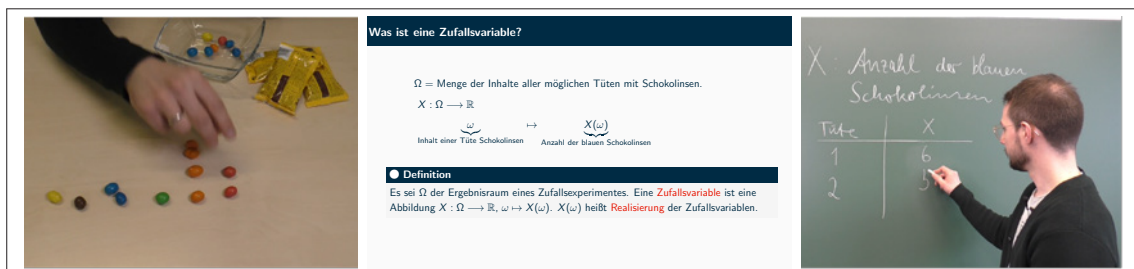 Was ist eine Zufallsvariable?
Ω = Menge der Inhalte aller möglichen Tüten mit Schokolinsen.
X : Ω ⟶ ℝ
ω ↦ X(ω)
Inhalt einer Tüte Schokolinsen Anzahl der blauen Schokolinsen
Definition
Es sei Ω der Ergebnisraum eines Zufallsexperimentes. Eine Zufallsvariable ist eine
Abbildung X : Ω ⟶ ℝ, ω ↦ X(ω). X(ω) heißt Realisierung der Zufallsvariablen.
X : Anzahl der blauen
Schokolinsen
Tüte X
1 6
2